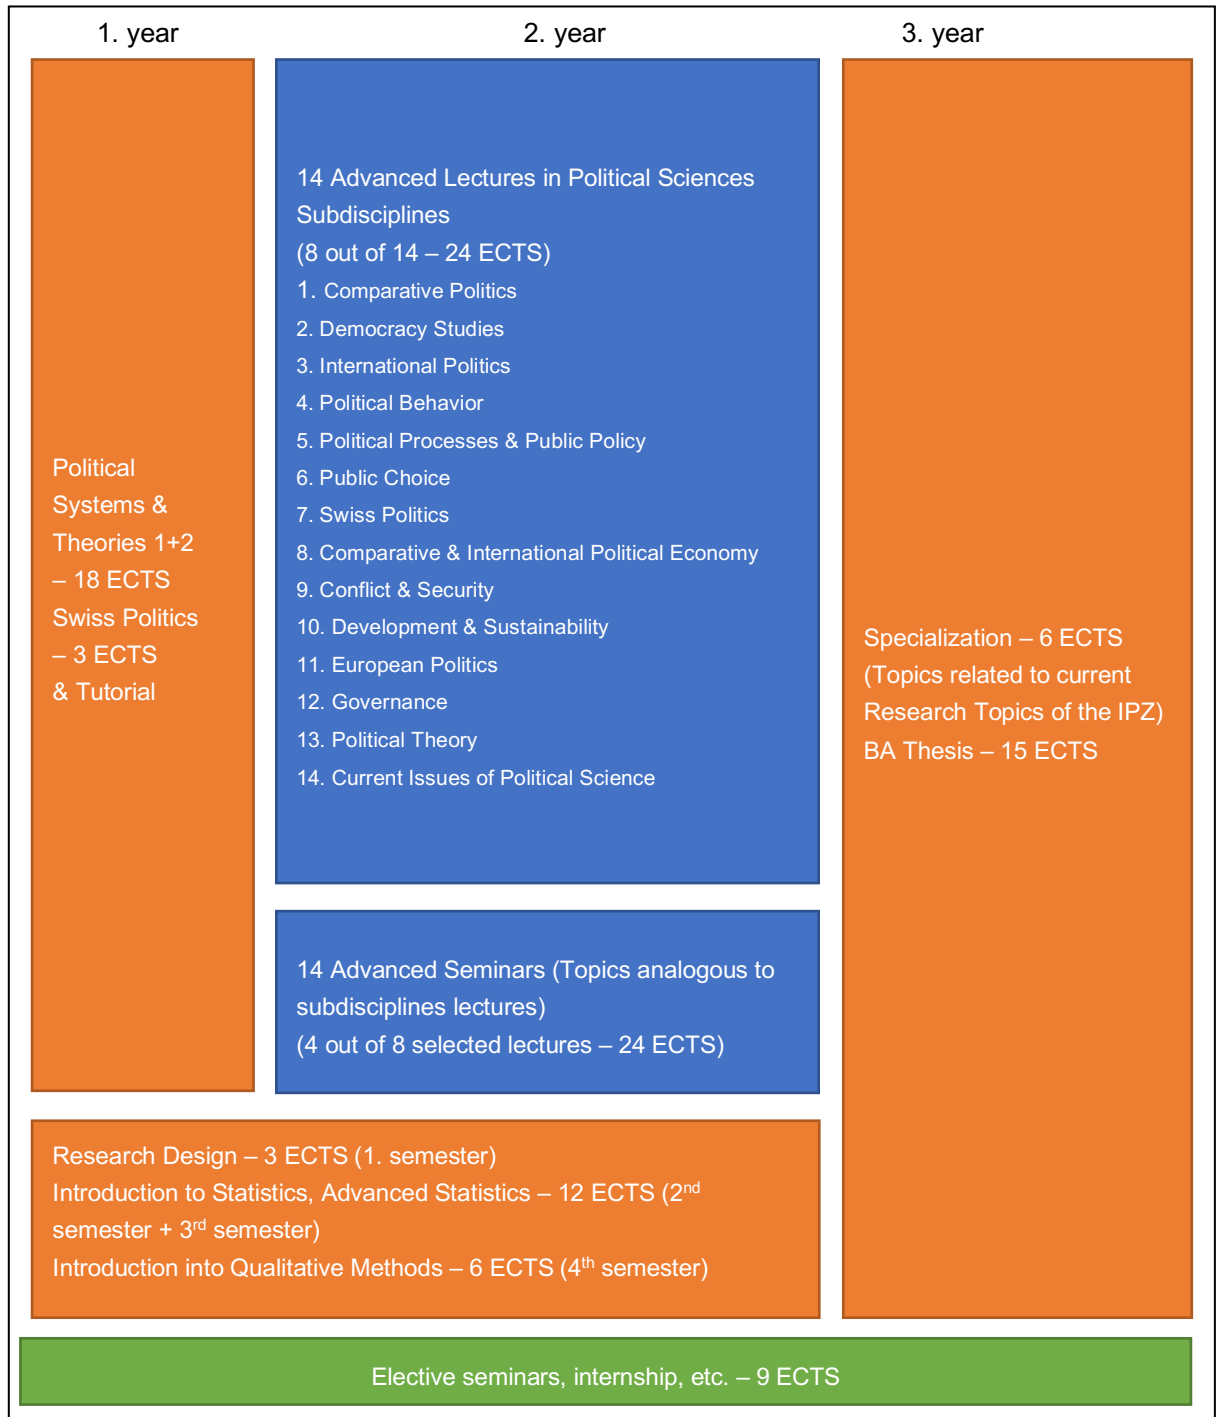 1. year
2. year
3. year
Political
Systems &
Theories 1+2
– 18 ECTS
Swiss Politics
– 3 ECTS
& Tutorial
14 Advanced Lectures in Political Sciences
Subdisciplines
(8 out of 14 – 24 ECTS)
1. Comparative Politics
2. Democracy Studies
3. International Politics
4. Political Behavior
5. Political Processes & Public Policy
6. Public Choice
7. Swiss Politics
8. Comparative & International Political Economy
9. Conflict & Security
10. Development & Sustainability
11. European Politics
12. Governance
13. Political Theory
14. Current Issues of Political Science
14 Advanced Seminars (Topics analogous to
subdisciplines lectures)
(4 out of 8 selected lectures – 24 ECTS)
Specialization – 6 ECTS
(Topics related to current
Research Topics of the IPZ)
BA Thesis – 15 ECTS
Research Design – 3 ECTS (1. semester)
Introduction to Statistics, Advanced Statistics – 12 ECTS (2nd
semester + 3rd semester)
Introduction into Qualitative Methods – 6 ECTS (4th semester)
Elective seminars, internship, etc. – 9 ECTS